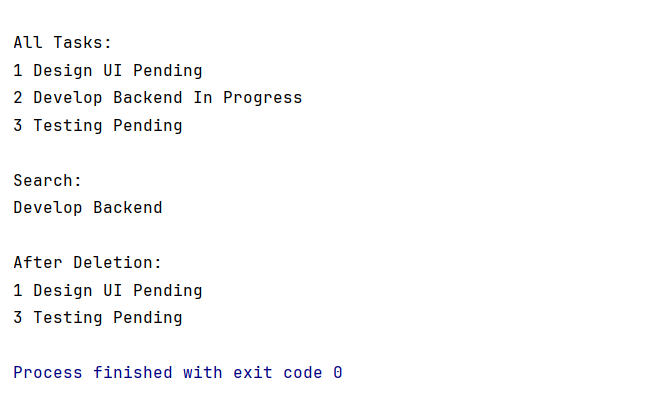 All Tasks:
1 Design UI Pending
2 Develop Backend In Progress
3 Testing Pending
Search:
Develop Backend
After Deletion:
1 Design UI Pending
3 Testing Pending
Process finished with exit code 0